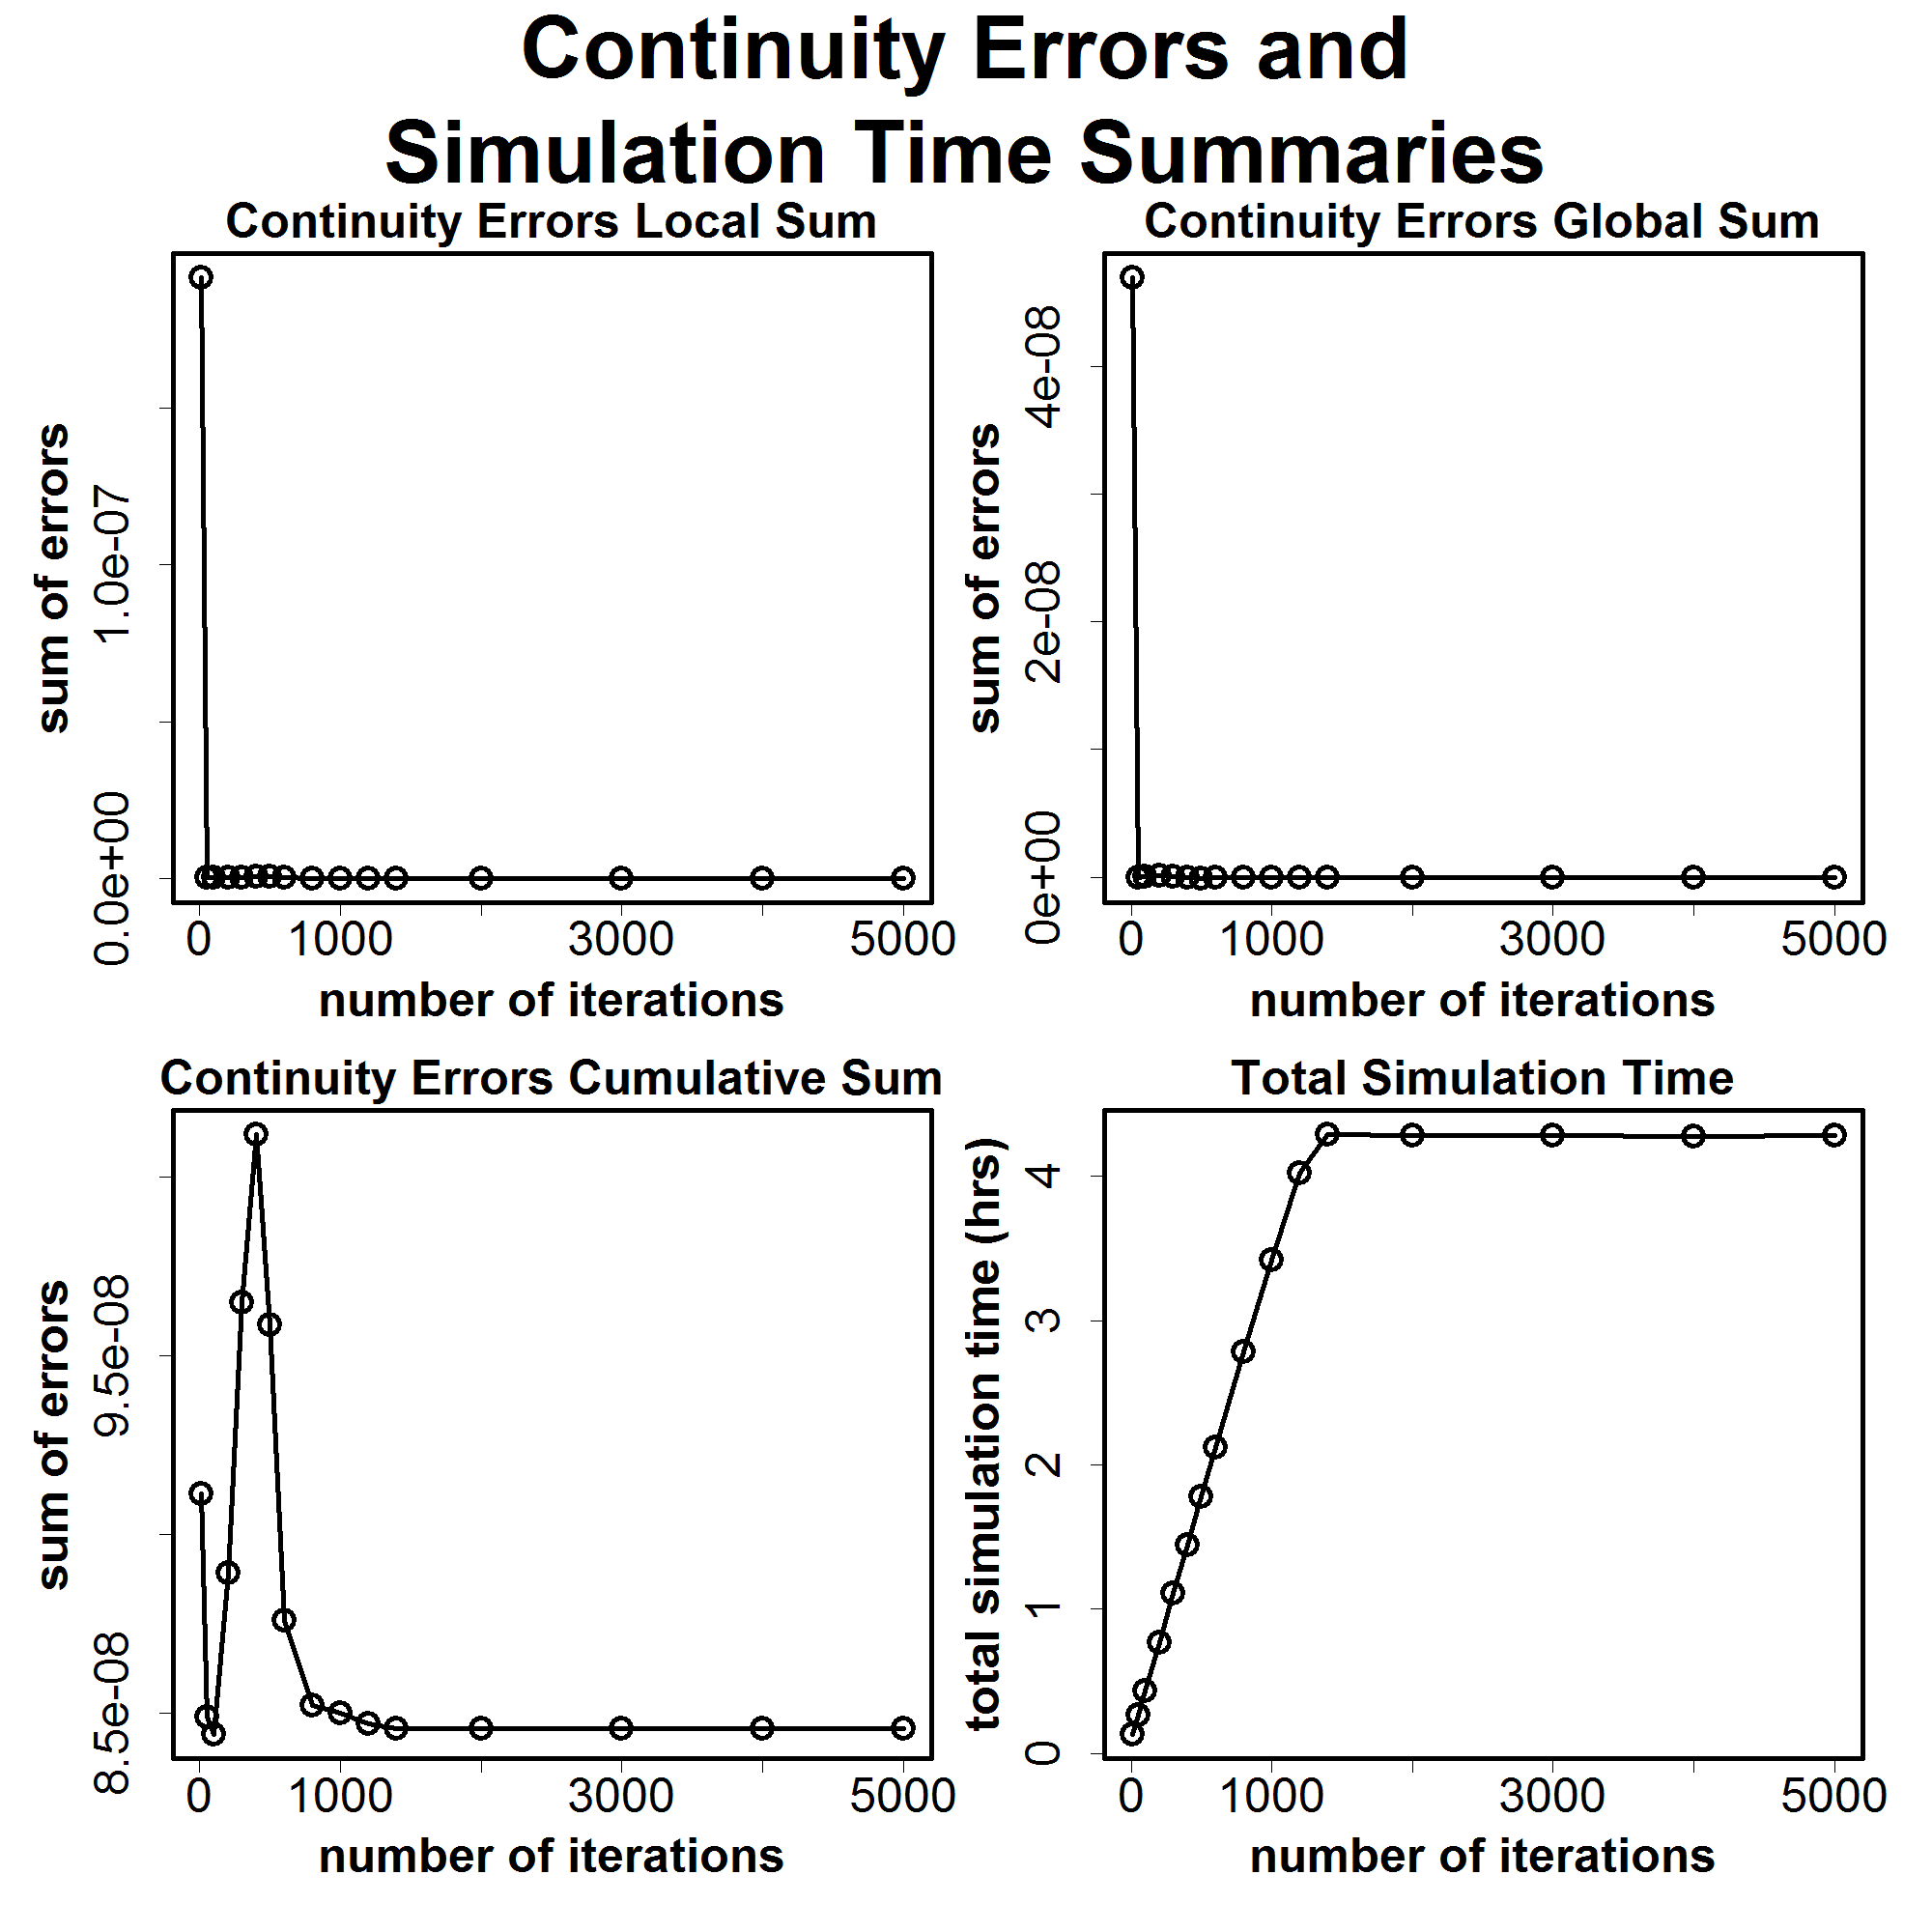 Continuity Errors and
Simulation Time Summaries
Continuity Errors Local Sum
sum of errors
0.0e+00 1.0e-07
0 1000 3000 5000
number of iterations
Continuity Errors Global Sum
sum of errors
0e+00 2e-08 4e-08
0 1000 3000 5000
number of iterations
Continuity Errors Cumulative Sum
sum of errors
8.5e-08 9.5e-08
0 1000 3000 5000
number of iterations
Total Simulation Time
total simulation time (hrs)
0 1 2 3 4
0 1000 3000 5000
number of iterations